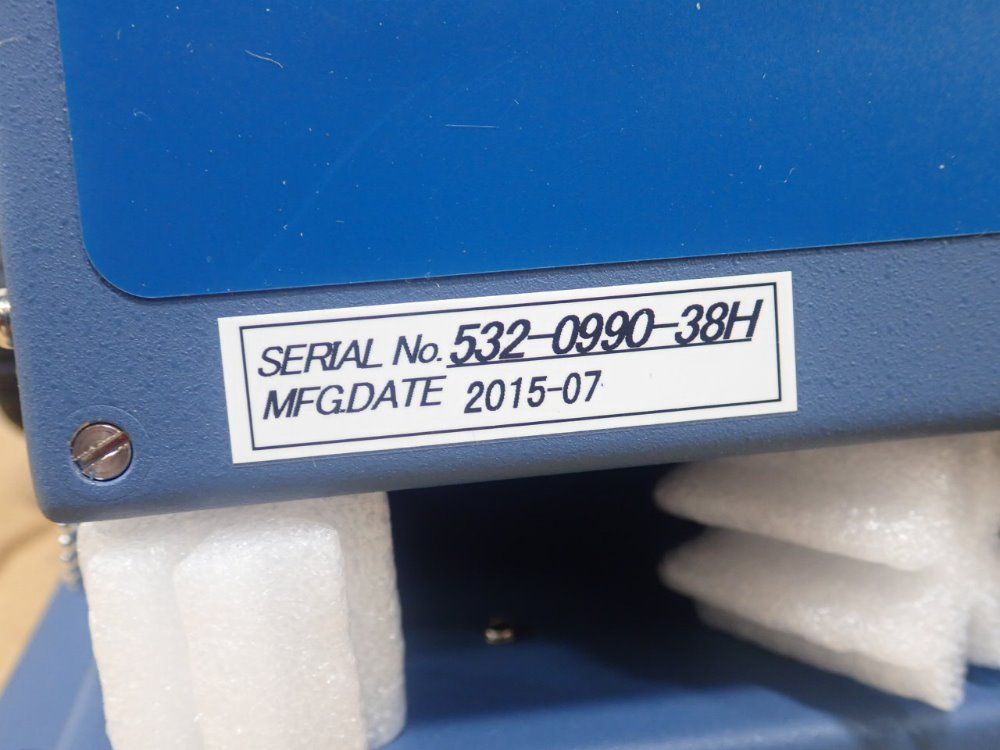 SERIAL No. 532-0990-38H
MFG.DATE 2015-07